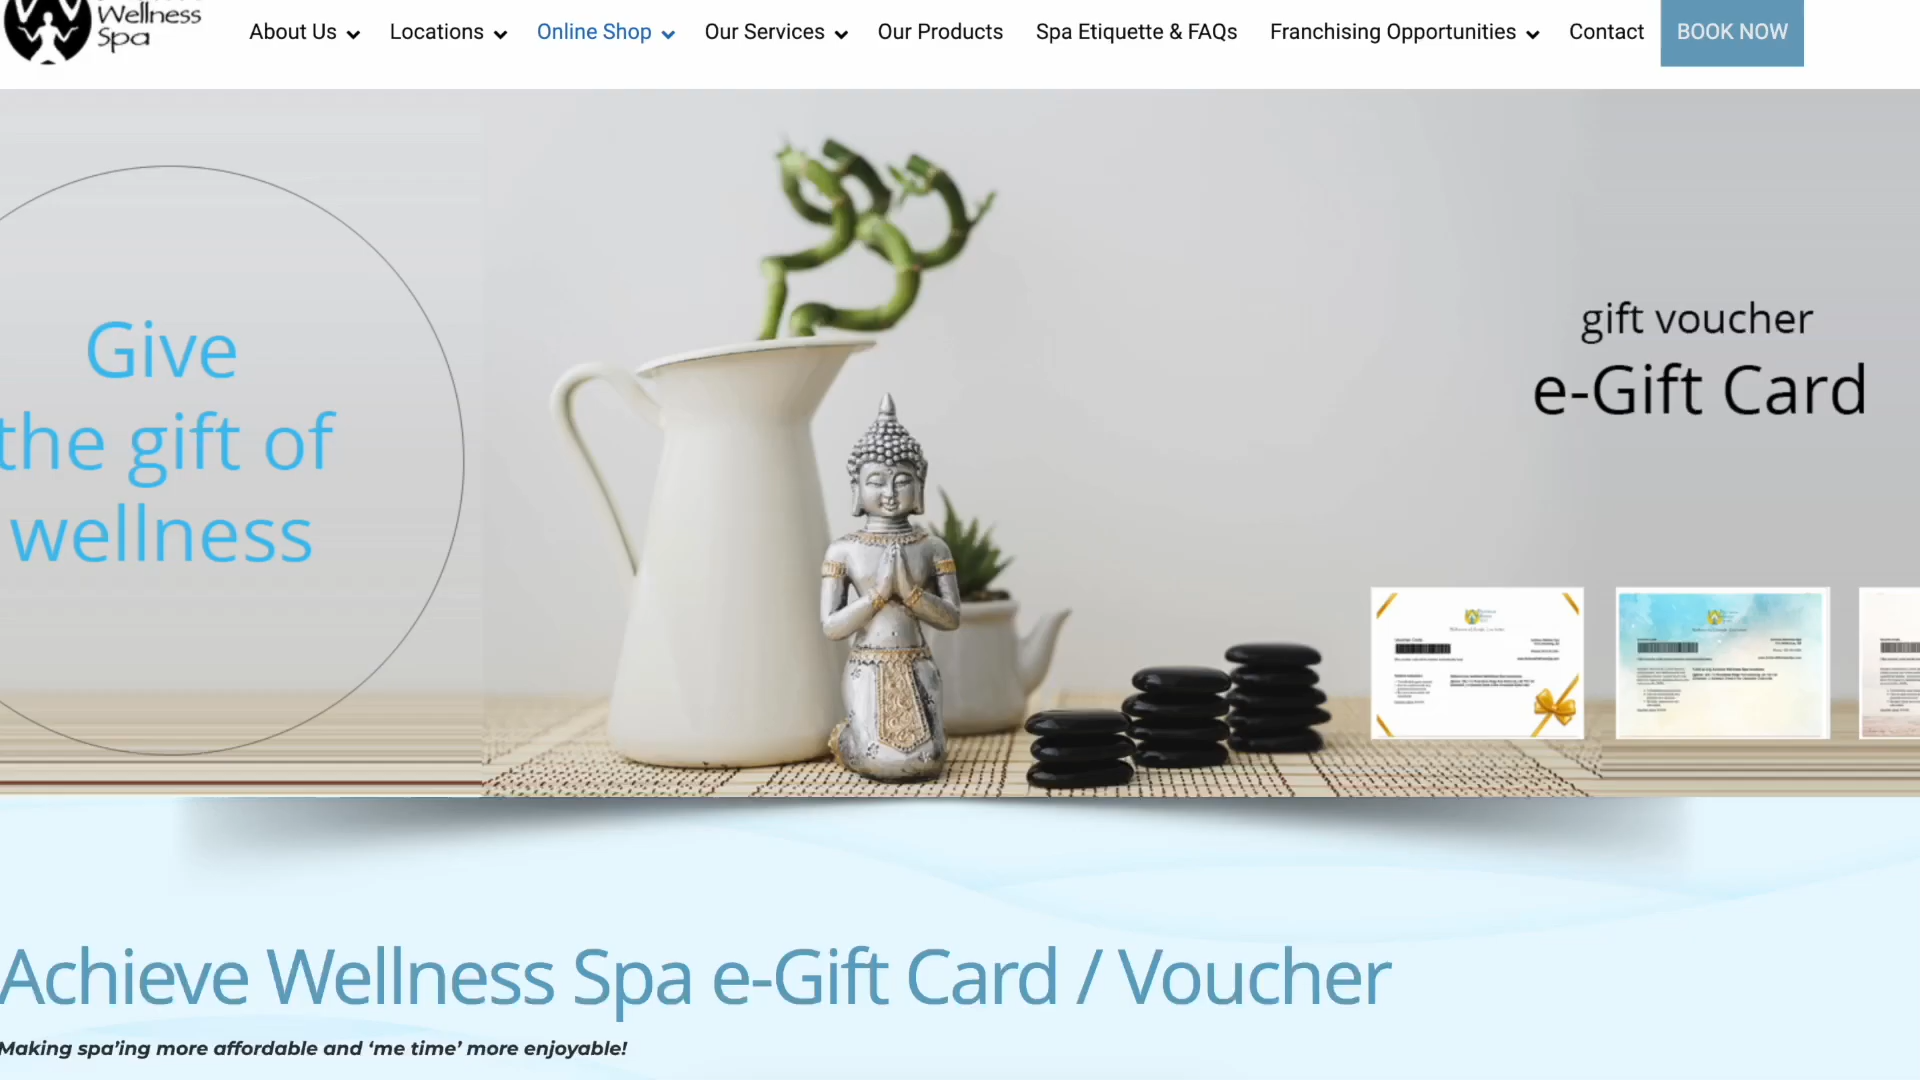 Wellness
Spa
About Us
Locations
Online Shop
Our Services
Our Products
Spa Etiquette & FAQs
Franchising Opportunities
Contact
BOOK NOW
Give
the gift of
wellness
gift voucher
e-Gift Card
Achieve Wellness Spa e-Gift Card / Voucher
Making spa’ing more affordable and ‘me time’ more enjoyable!